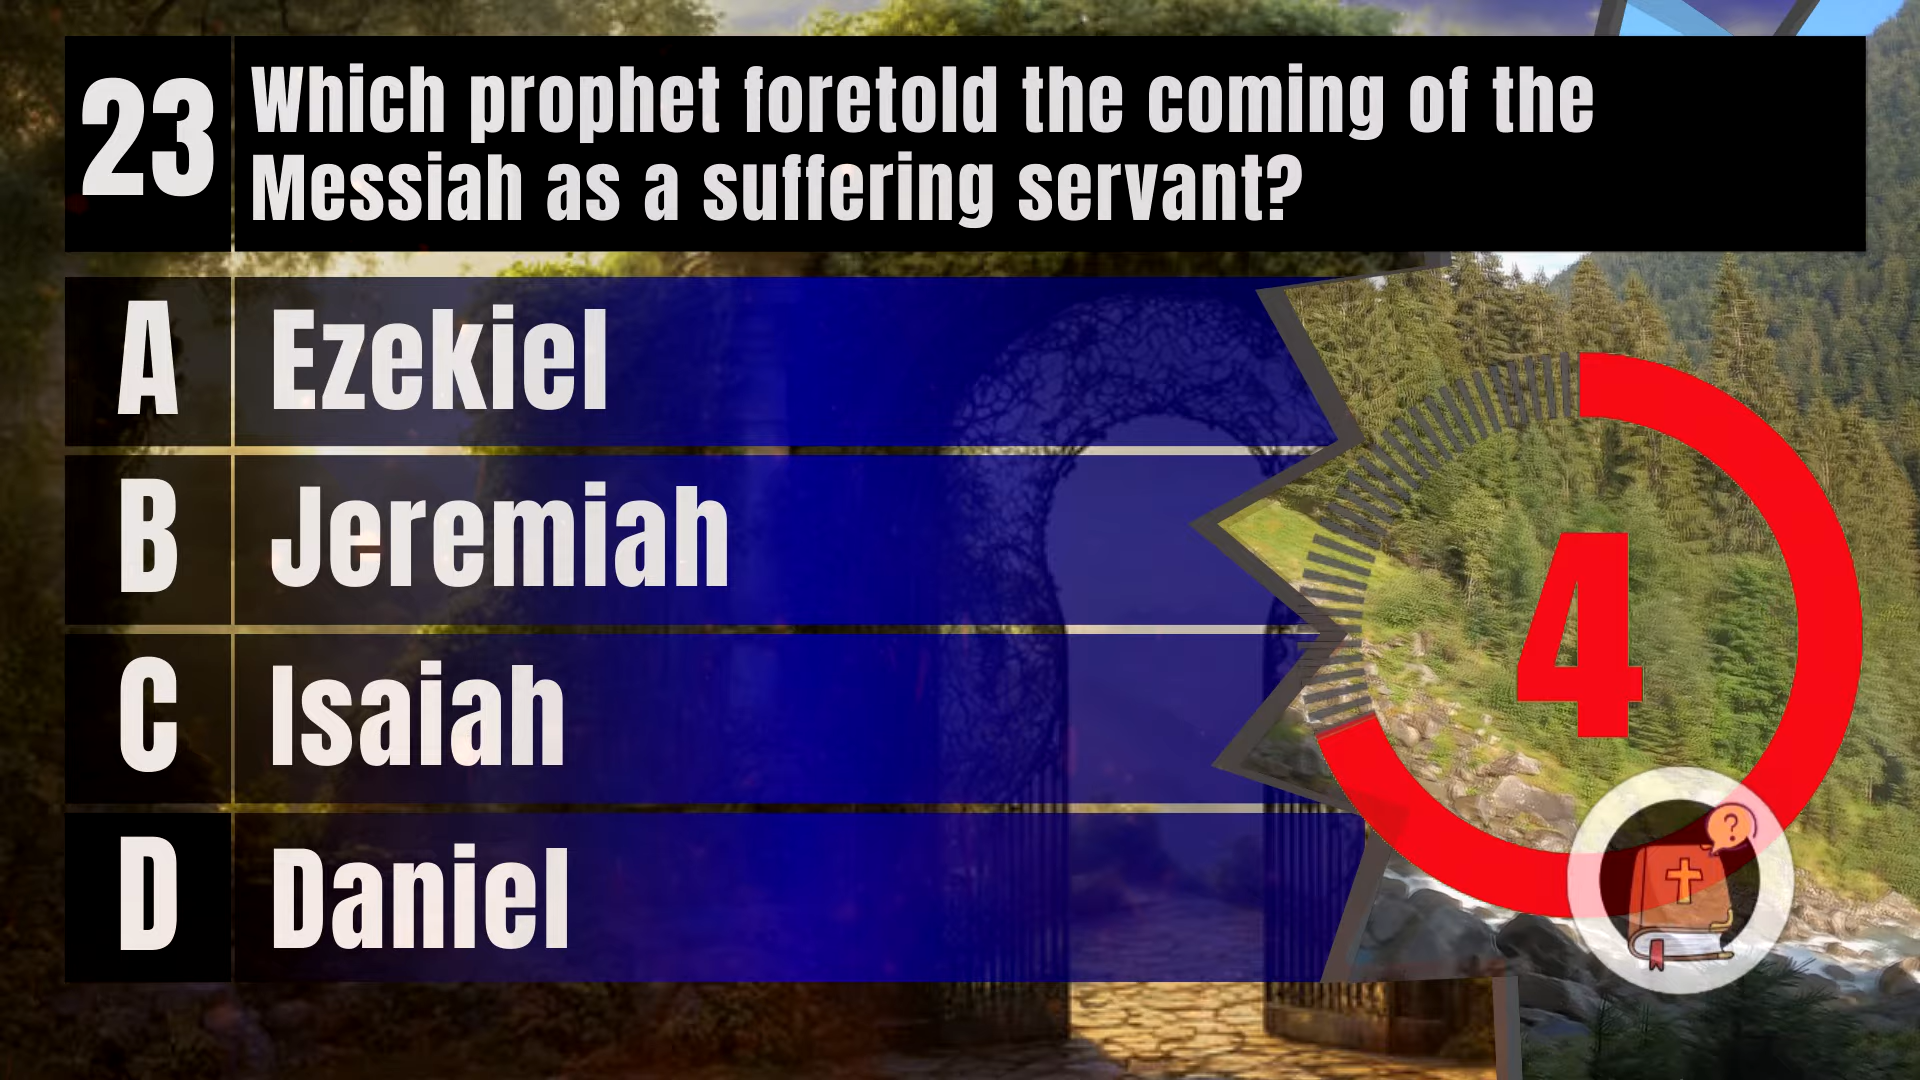 23
Which prophet foretold the coming of the
Messiah as a suffering servant?
A
Ezekiel
B
Jeremiah
C
Isaiah
D
Daniel
4
?